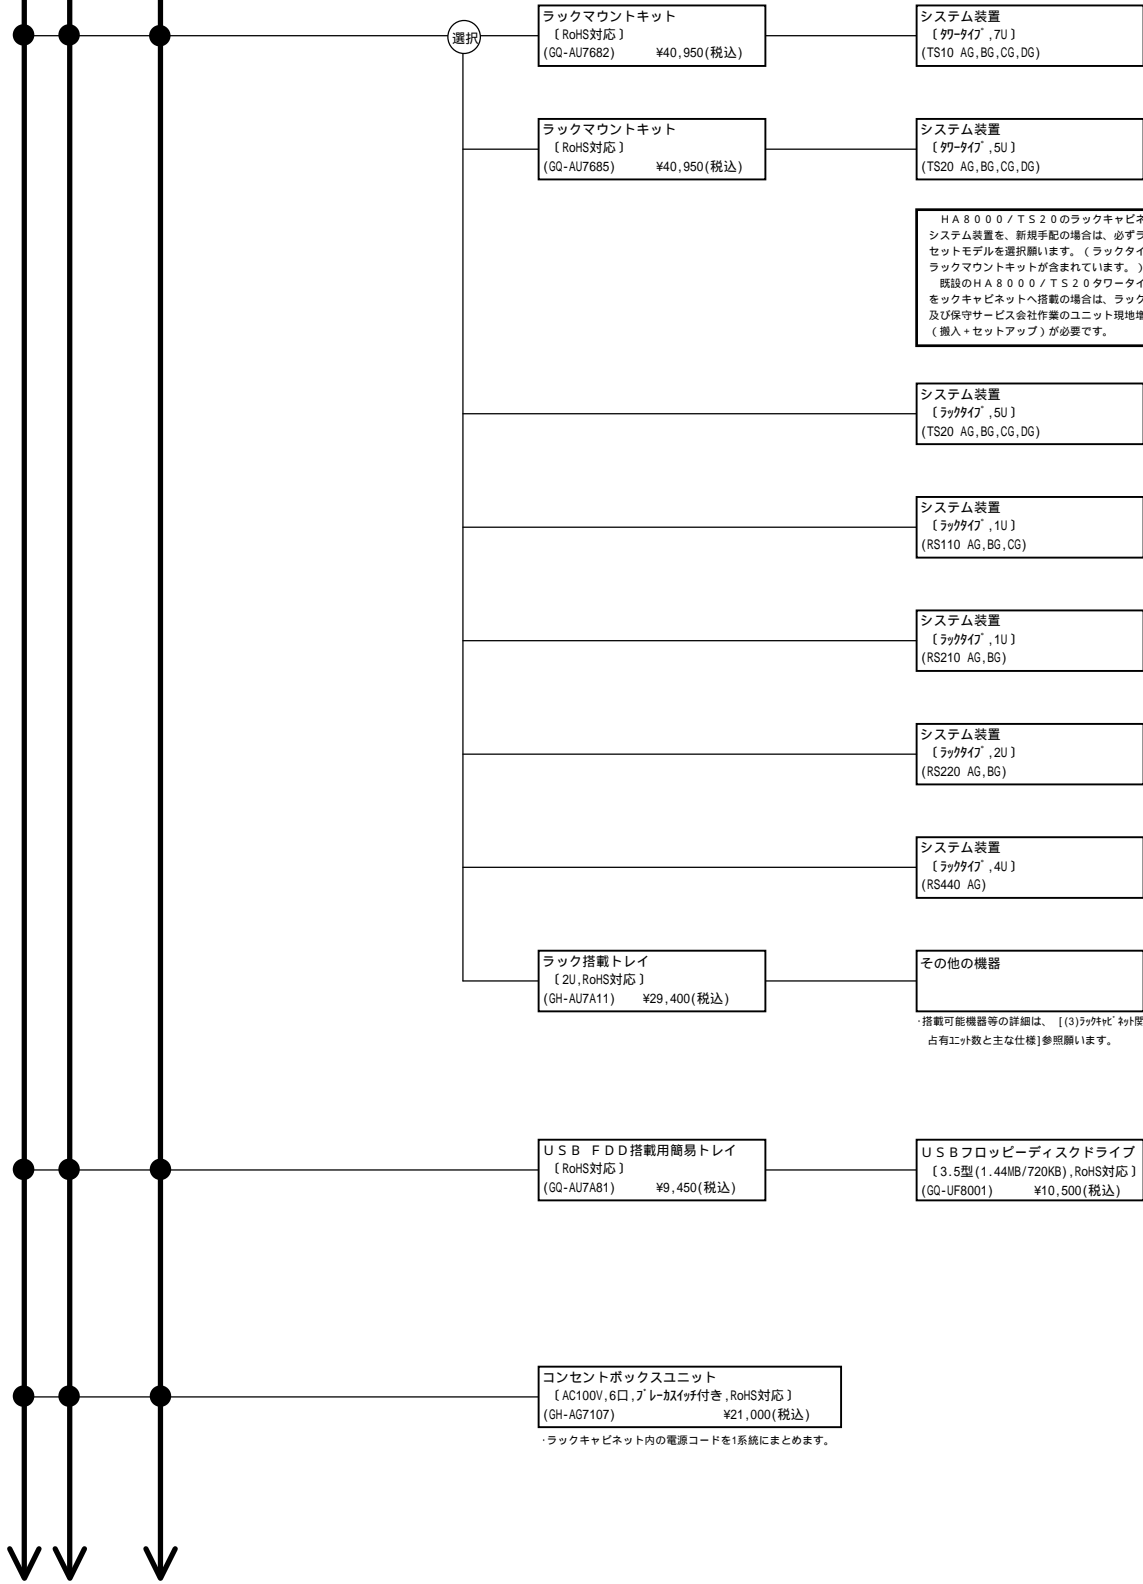 選択
ラックマウントキット
〔RoHS対応〕
(GQ-AU7682) ¥40,950(税込)
システム装置
〔ﾀﾜｰﾀｲﾌﾟ,7U〕
(TS10 AG,BG,CG,DG)
ラックマウントキット
〔RoHS対応〕
(GQ-AU7685) ¥40,950(税込)
システム装置
〔ﾀﾜｰﾀｲﾌﾟ,5U〕
(TS20 AG,BG,CG,DG)
HA8000/TS20のラックキャビネ
システム装置を、新規手配の場合は、必ずラ
セットモデルを選択願います。(ラックタイ
ラックマウントキットが含まれています。)
既設のHA8000/TS20タワータイ
をックキャビネットへ搭載の場合は、ラック
及び保守サービス会社作業のユニット現地増
(搬入+セットアップ)が必要です。
システム装置
〔ﾗｯｸﾀｲﾌﾟ,5U〕
(TS20 AG,BG,CG,DG)
システム装置
〔ﾗｯｸﾀｲﾌﾟ,1U〕
(RS110 AG,BG,CG)
システム装置
〔ﾗｯｸﾀｲﾌﾟ,1U〕
(RS210 AG,BG)
システム装置
〔ﾗｯｸﾀｲﾌﾟ,2U〕
(RS220 AG,BG)
システム装置
〔ﾗｯｸﾀｲﾌﾟ,4U〕
(RS440 AG)
ラック搭載トレイ
〔2U,RoHS対応〕
(GH-AU7A11) ¥29,400(税込)
その他の機器
・搭載可能機器等の詳細は、 [(3)ﾗｯｸｷｬﾋﾞﾈｯﾄ関
占有ﾕﾆｯﾄ数と主な仕様]参照願います。
USB FDD搭載用簡易トレイ
〔RoHS対応〕
(GQ-AU7A81) ¥9,450(税込)
USBフロッピーディスクドライブ
〔3.5型(1.44MB/720KB),RoHS対応〕
(GQ-UF8001) ¥10,500(税込)
コンセントボックスユニット
〔AC100V,6口,ﾌﾞﾚｰｶｽｲｯﾁ付き,RoHS対応〕
(GH-AG7107) ¥21,000(税込)
・ラックキャビネット内の電源コードを1系統にまとめます。